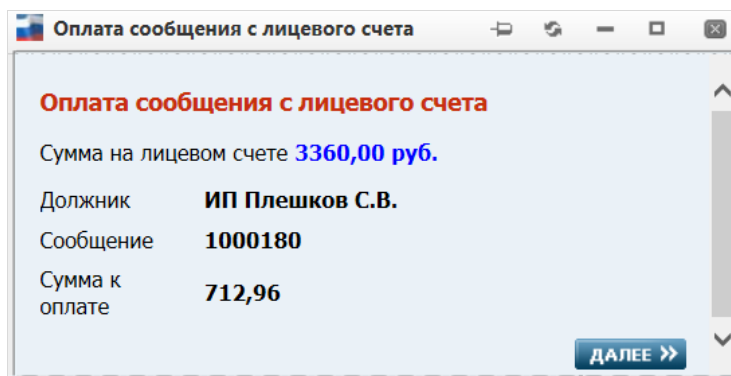 Оплата сообщения с лицевого счета
Оплата сообщения с лицевого счета
Сумма на лицевом счете 3360,00 руб.
Должник ИП Плешков С.В.
Сообщение 1000180
Сумма к
оплате 712,96
ДАЛЕЕ »